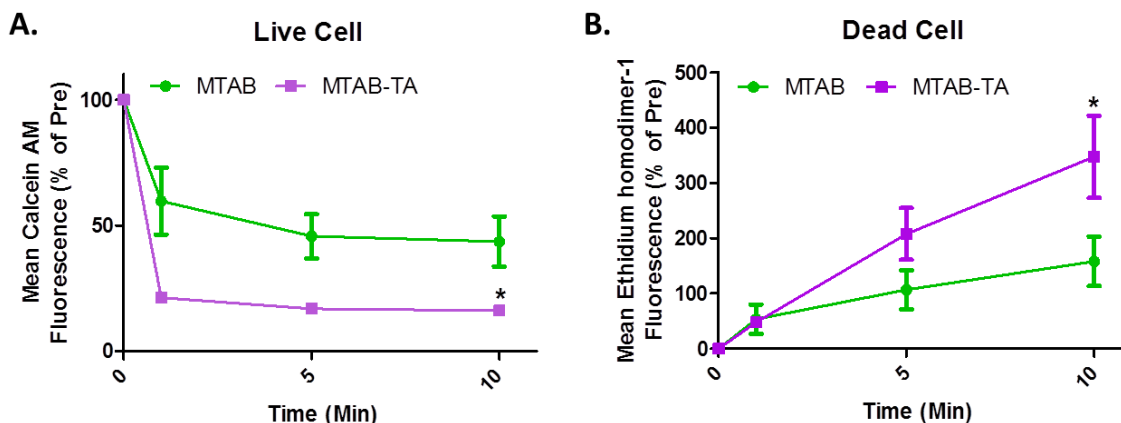 A.
Live Cell
MTAB MTAB-TA
Mean Calcein AM
Fluorescence (% of Pre)
100
50
0
*
0 5 10
Time (Min)
B.
Dead Cell
MTAB MTAB-TA
Mean Ethidium homodimer-1
Fluorescence (% of Pre)
500
400
300
200
100
0
*
0 5 10
Time (Min)